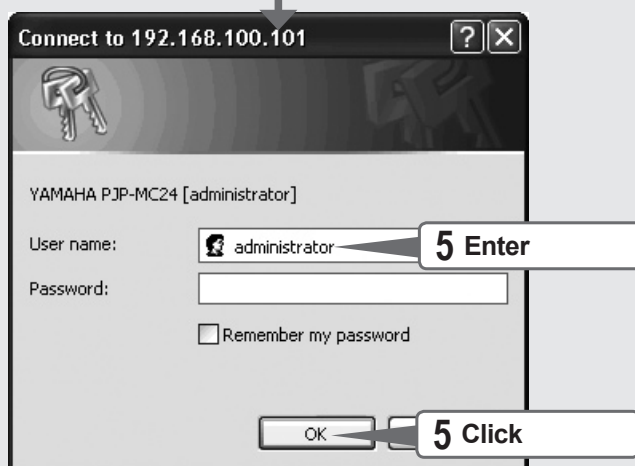 Connect to 192.168.100.101
YAMAHA PJP-MC24 [administrator]
User name:
administrator
5 Enter
Password:
Remember my password
OK
5 Click